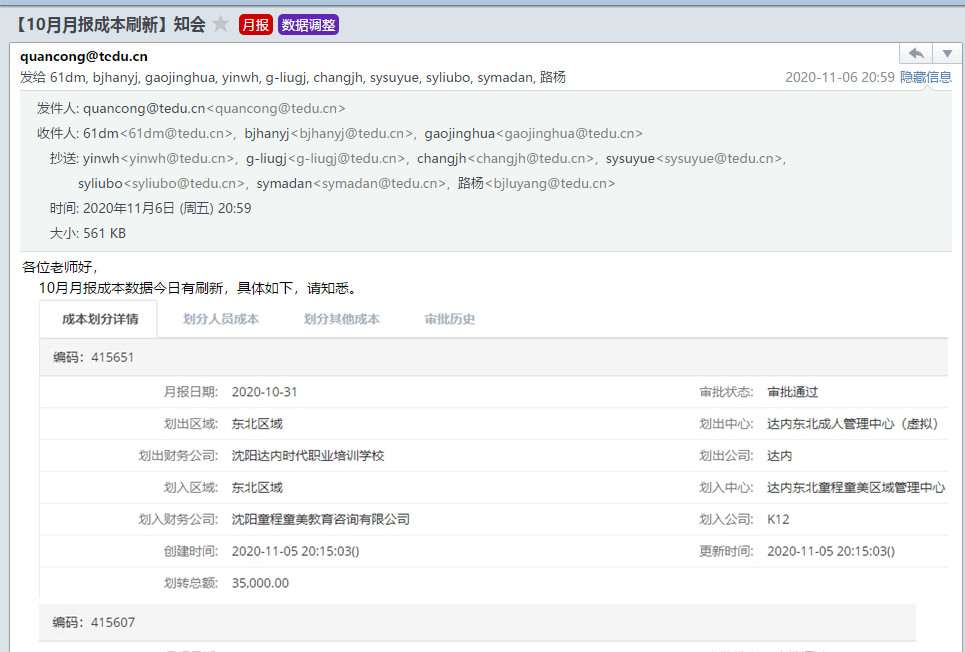 【10月月报成本刷新】知会 月报 数据调整
quancong@tedu.cn
发给 61dm, bjhanyj, gaojinghua, yinwh, g-liugj, changjh, sysuyue, syliubo, symadan, 路杨 2020-11-06 20:59 隐藏信息
发件人: quancong@tedu.cn<quancong@tedu.cn>
收件人: 61dm<61dm@tedu.cn>, bjhanyj<bjhanyj@tedu.cn>, gaojinghua<gaojinghua@tedu.cn>
抄送: yinwh<yinwh@tedu.cn>, g-liugj<g-liugj@tedu.cn>, changjh<changjh@tedu.cn>, sysuyue<sysuyue@tedu.cn>,
syliubo<syliubo@tedu.cn>, symadan<symadan@tedu.cn>, 路杨<bjluyang@tedu.cn>
时间: 2020年11月6日 (周五) 20:59
大小: 561 KB
各位老师好,
10月月报成本数据今日有刷新，具体如下，请知悉。
成本划分详情 划分人员成本 划分其他成本 审批历史
编码：415651
月报日期: 2020-10-31 审批状态: 审批通过
划出区域: 东北区域 划出中心: 达内东北成人管理中心（虚拟）
划出财务公司: 沈阳达内时代职业培训学校 划出公司: 达内
划入区域: 东北区域 划入中心: 达内东北童程童美区域管理中心
划入财务公司: 沈阳童程童美教育咨询有限公司 划入公司: K12
创建时间: 2020-11-05 20:15:03() 更新时间: 2020-11-05 20:15:03()
划转总额: 35,000.00
编码：415607